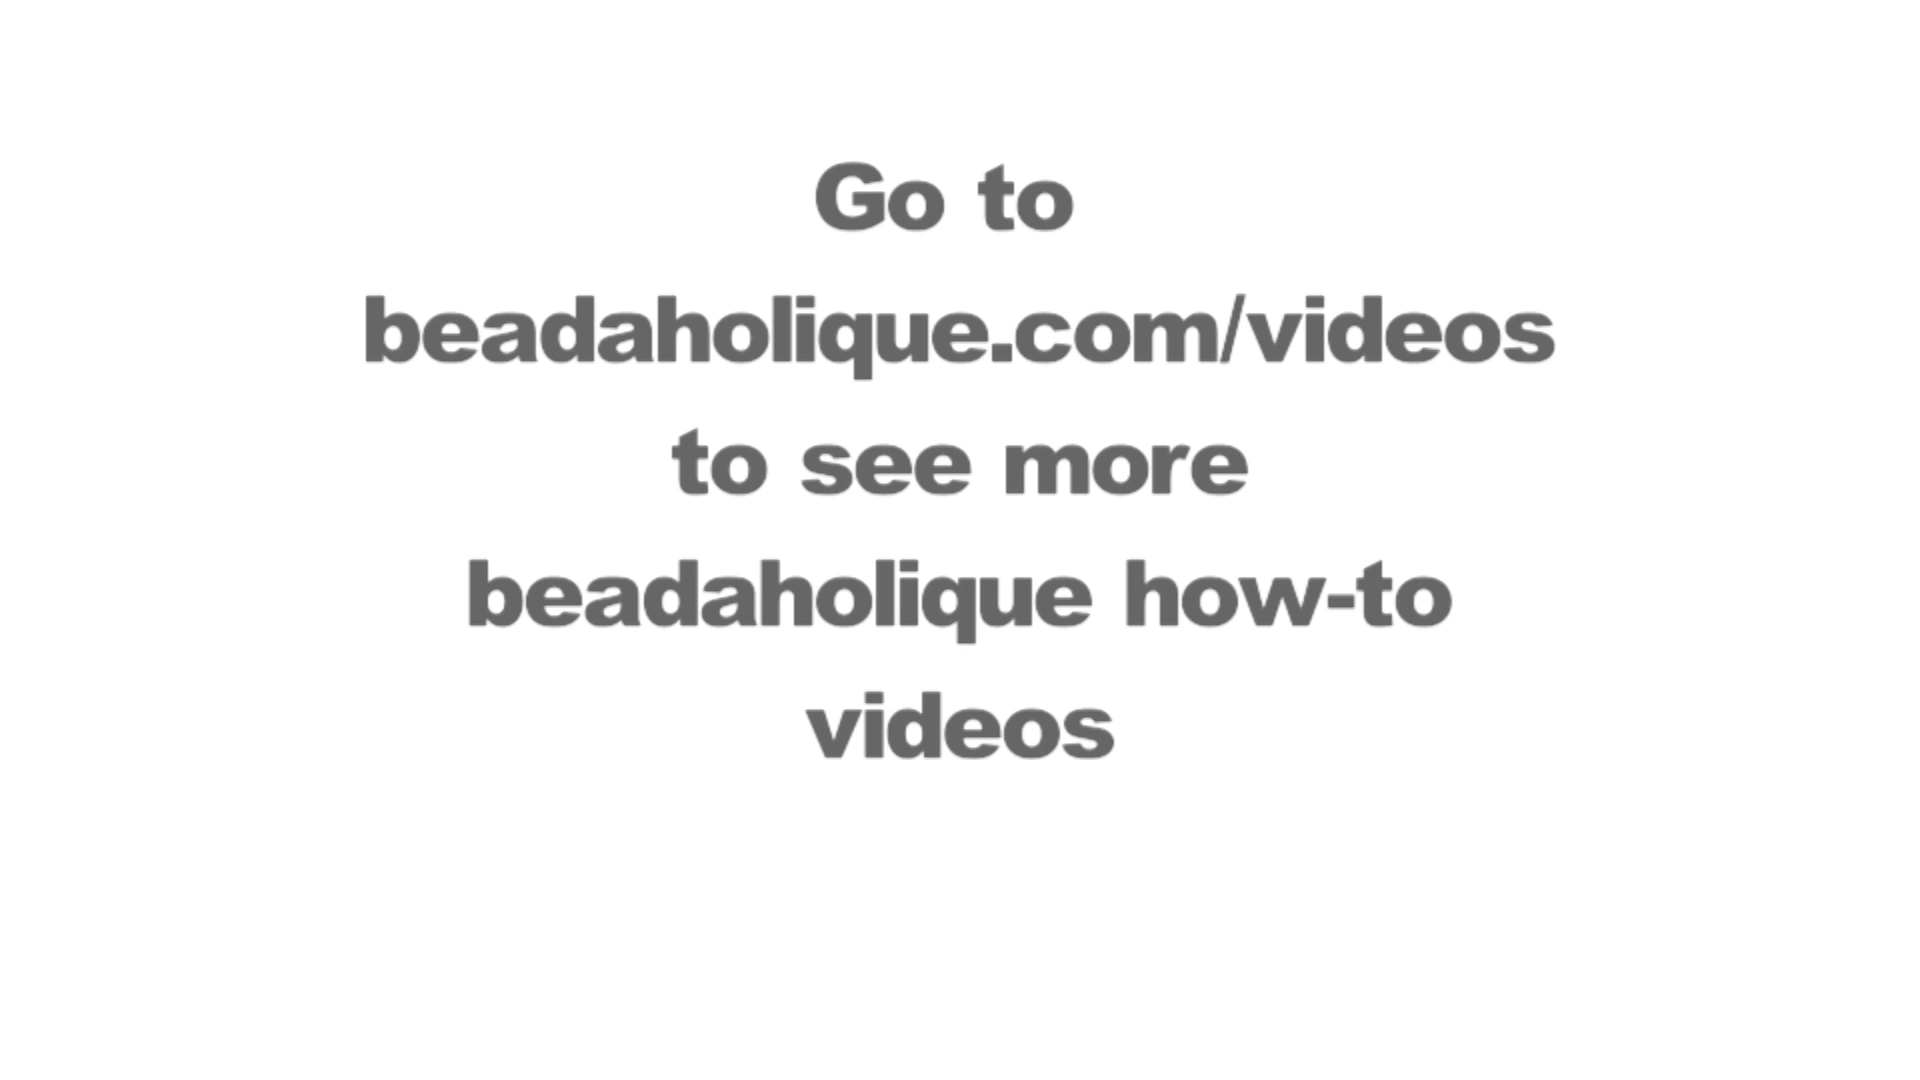 Go to
beadaholique.com/videos
to see more
beadaholique how-to
videos